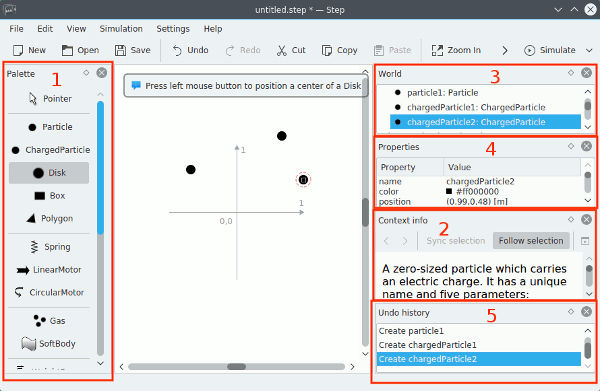 untitled.step * — Step
File Edit View Simulation Settings Help
New Open Save Undo Redo Cut Copy Paste Zoom In Simulate
Palette 1
Pointer
Particle
ChargedParticle
Disk
Box
Polygon
Spring
LinearMotor
CircularMotor
Gas
SoftBody
Press left mouse button to position a center of a Disk
1
1
0,0
World 3
particle1: Particle
chargedParticle1: ChargedParticle
chargedParticle2: ChargedParticle
Properties 4
Property Value
name chargedParticle2
color #ff000000
position (0.99,0.48) [m]
Context info 2
Sync selection Follow selection
A zero-sized particle which carries
an electric charge. It has a unique
name and five parameters:
Undo history 5
Create particle1
Create chargedParticle1
Create chargedParticle2